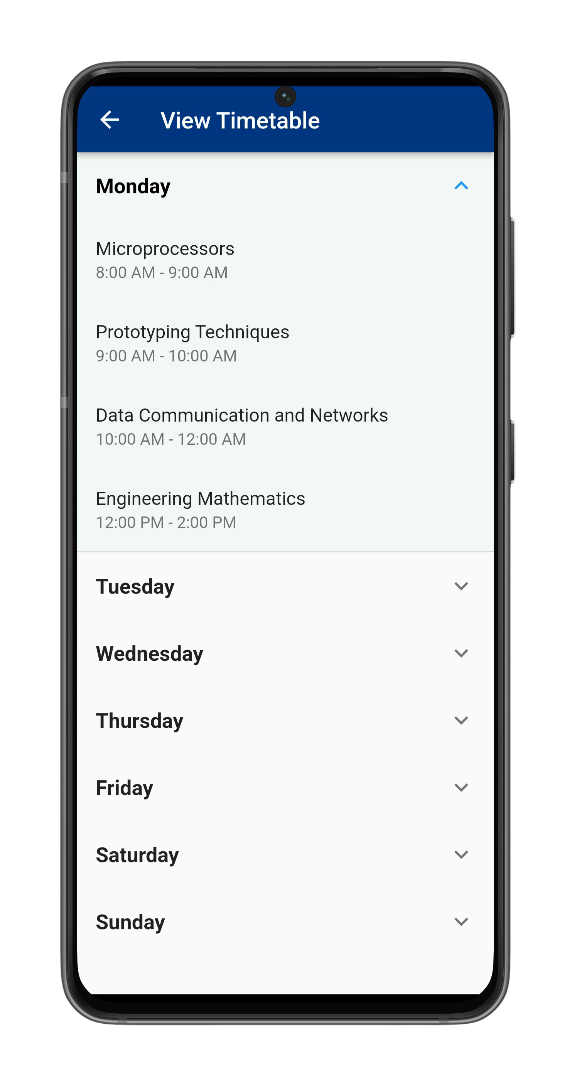 View Timetable
Monday
Microprocessors
8:00 AM - 9:00 AM
Prototyping Techniques
9:00 AM - 10:00 AM
Data Communication and Networks
10:00 AM - 12:00 AM
Engineering Mathematics
12:00 PM - 2:00 PM
Tuesday
Wednesday
Thursday
Friday
Saturday
Sunday